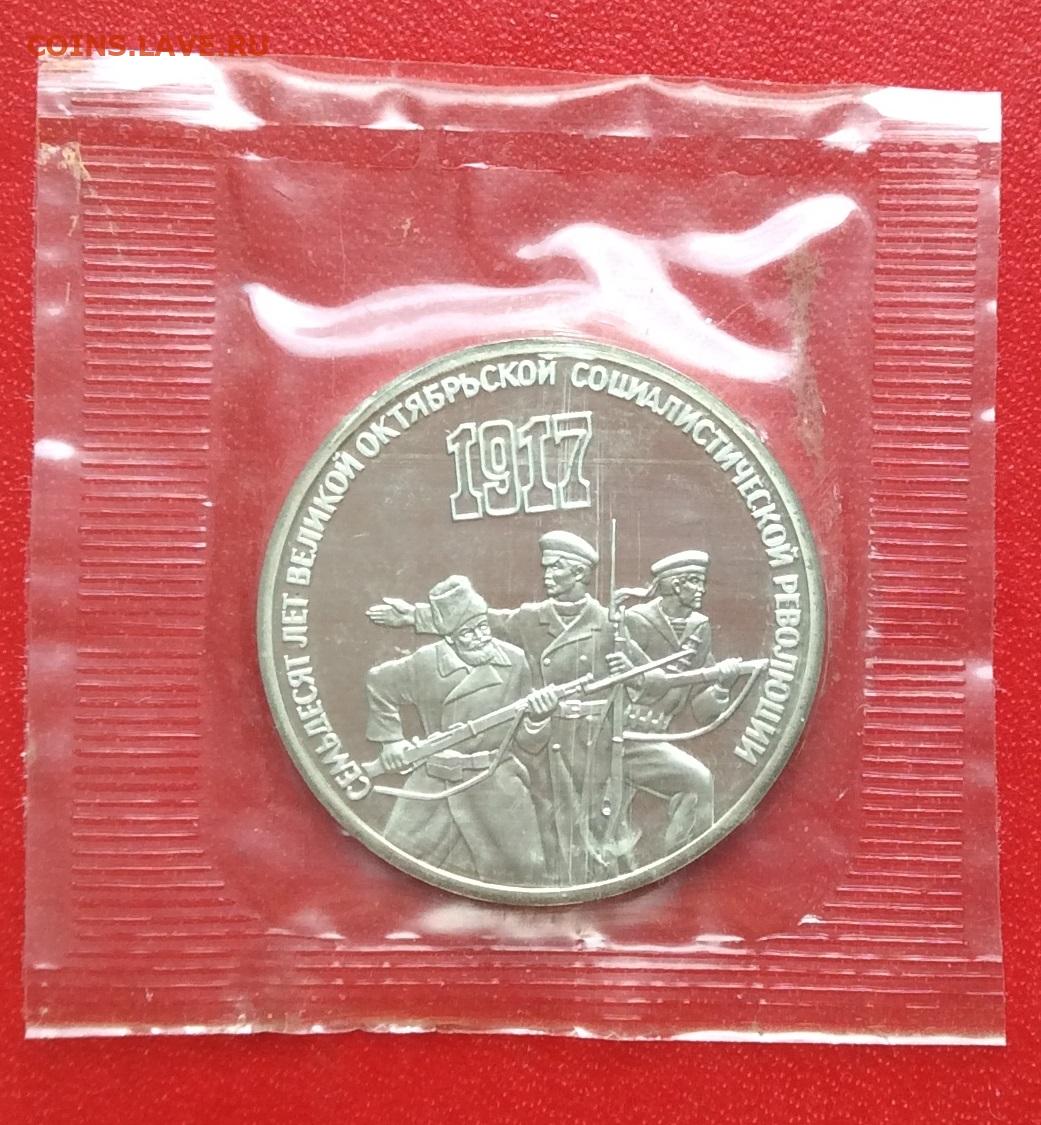 COINS.LAVE.RU
СЕМЬДЕСЯТ ЛЕТ ВЕЛИКОЙ ОКТЯБРЬСКОЙ СОЦИАЛИСТИЧЕСКОЙ РЕВОЛЮЦИИ
1917